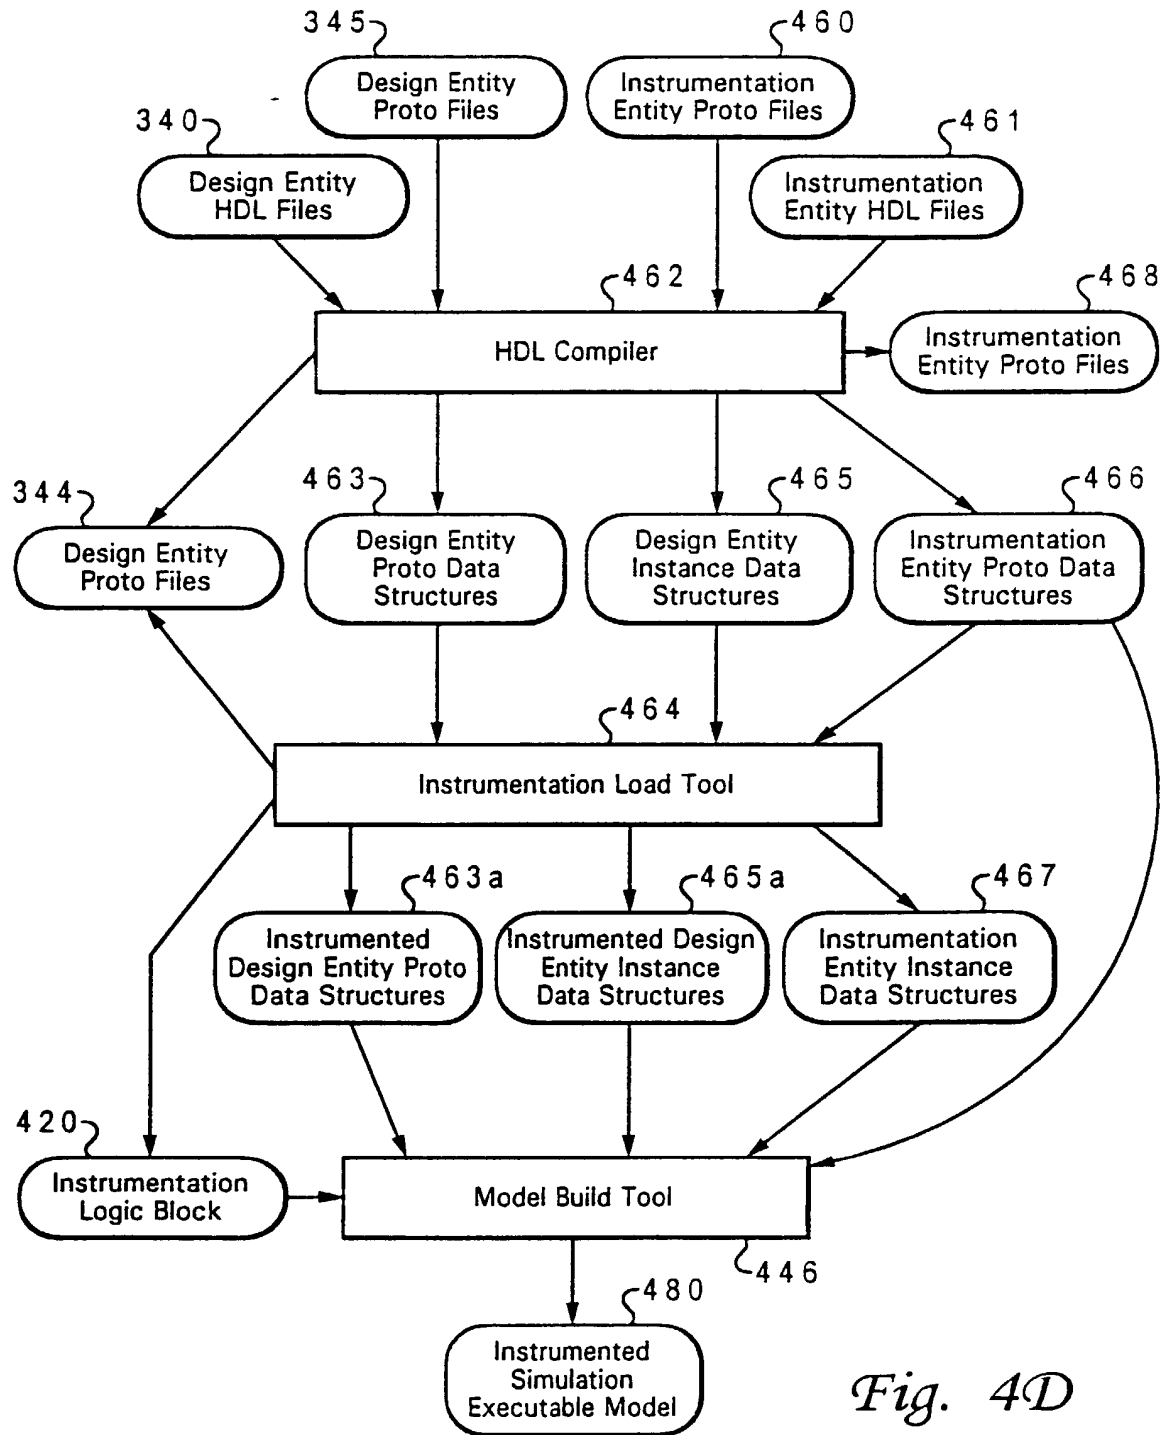 345
460
Design Entity
Proto Files
Instrumentation
Entity Proto Files
340
461
Design Entity
HDL Files
Instrumentation
Entity HDL Files
462
468
HDL Compiler
Instrumentation
Entity Proto Files
344
463
465
466
Design Entity
Proto Files
Design Entity
Proto Data
Structures
Design Entity
Instance Data
Structures
Instrumentation
Entity Proto Data
Structures
464
Instrumentation Load Tool
463a
465a
467
Instrumented
Design Entity Proto
Data Structures
Instrumented Design
Entity Instance
Data Structures
Instrumentation
Entity Instance
Data Structures
420
Instrumentation
Logic Block
Model Build Tool
446
480
Instrumented
Simulation
Executable Model
Fig. 4D